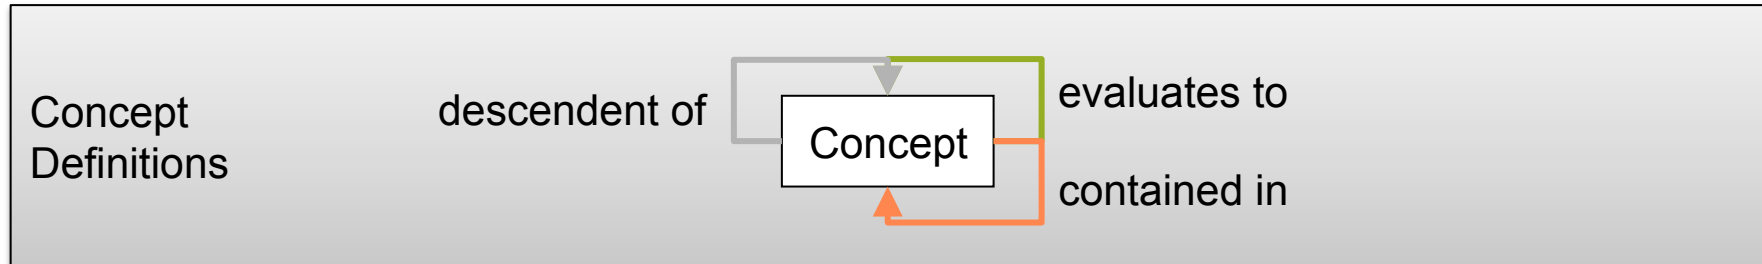 Concept
Definitions
descendent of
Concept
evaluates to
contained in